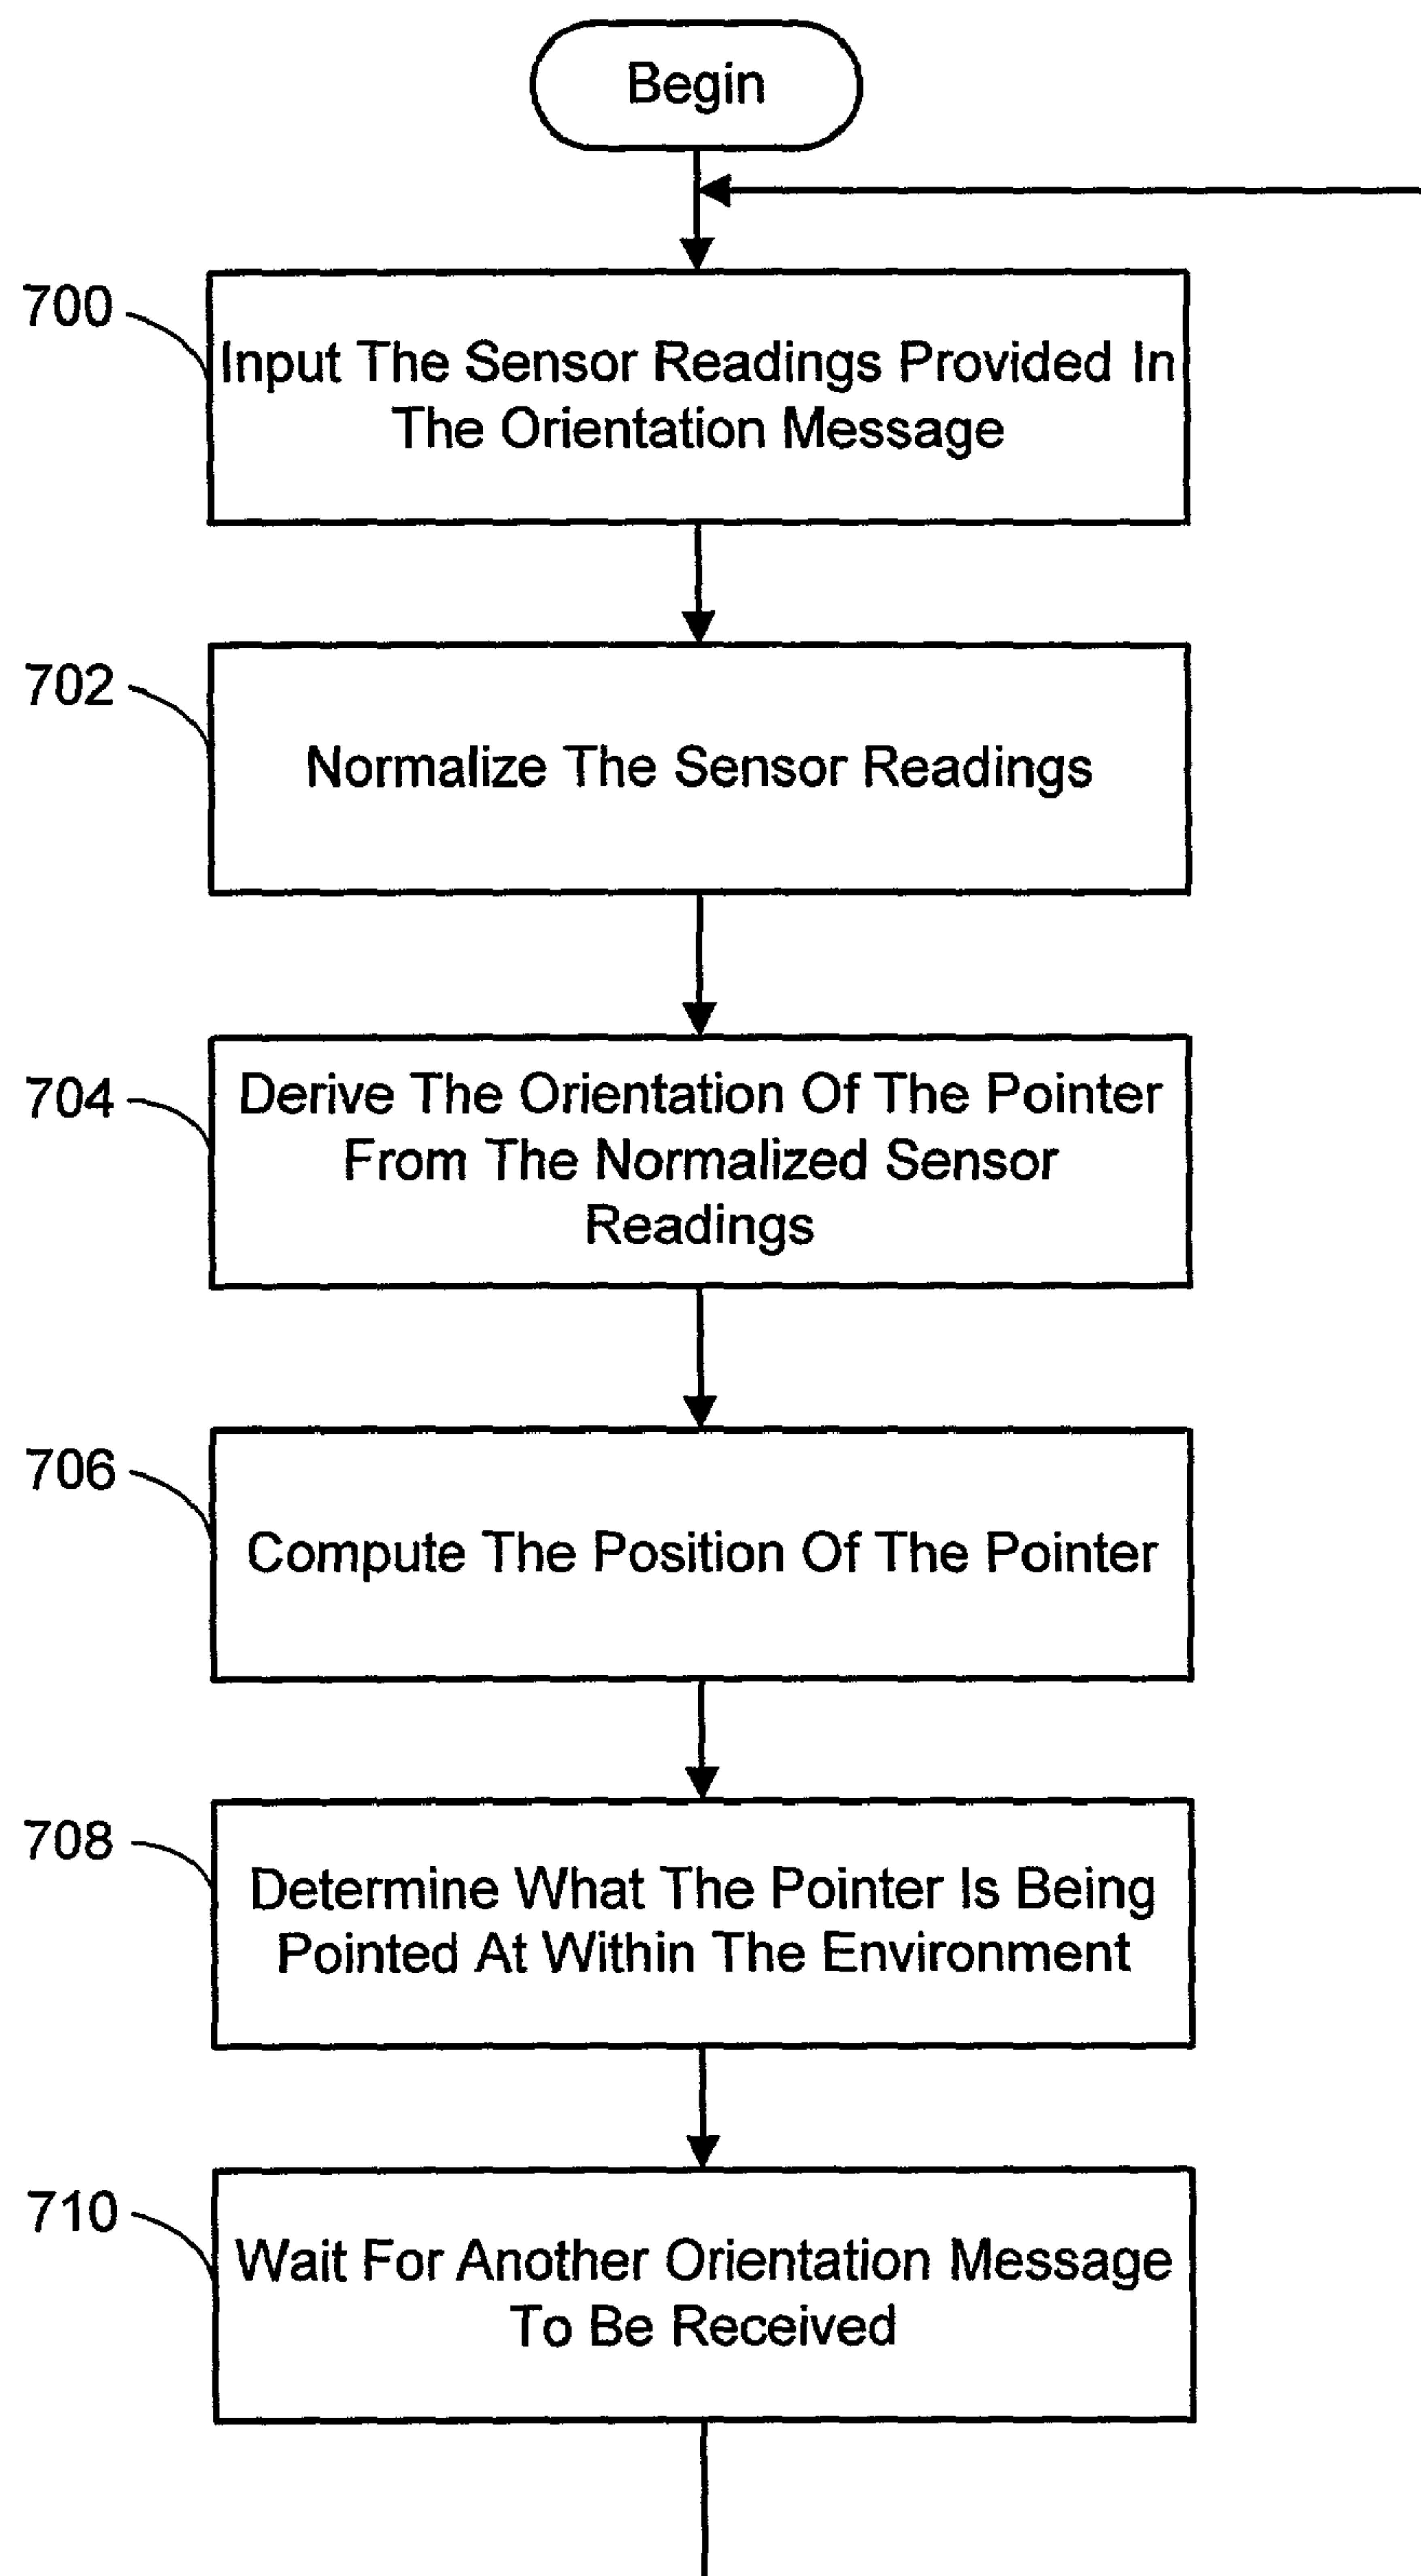 Begin
700
Input The Sensor Readings Provided In
The Orientation Message
702
Normalize The Sensor Readings
704
Derive The Orientation Of The Pointer
From The Normalized Sensor
Readings
706
Compute The Position Of The Pointer
708
Determine What The Pointer Is Being
Pointed At Within The Environment
710
Wait For Another Orientation Message
To Be Received